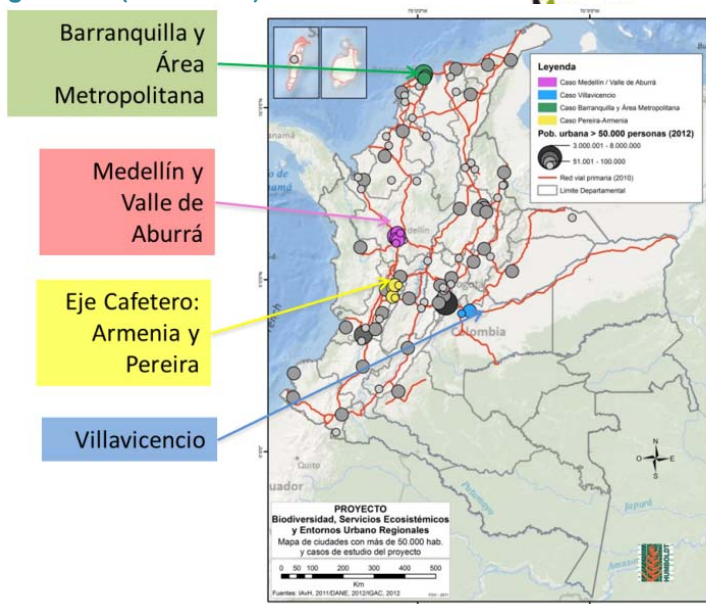 Barranquilla y
Área
Metropolitana
Medellín y
Valle de
Aburrá
Eje Cafetero:
Armenia y
Pereira
Villavicencio
Leyenda
Caso Medellín / Valle de Aburrá
Caso Villavicencio
Caso Barranquilla y Área Metropolitana
Caso Pereira-Armenia
Pob. urbana > 50.000 personas (2012)
3.000.001 - 8.000.000
51.001 - 100.000
Red vial primaria (2010)
Limite Departamental
Colombia
Quito
Putumayo
Japurá
N
O
E
S
PROYECTO
Biodiversidad, Servicios Ecosistémicos
y Entornos Urbano Regionales
Mapa de ciudades con más de 50.000 hab.
y casos de estudio del proyecto
0 50 100 200 300 400 500
Km
Fuentes: IAvH, 2011/DANE, 2012/IGAC, 2012
HUMBOLDT